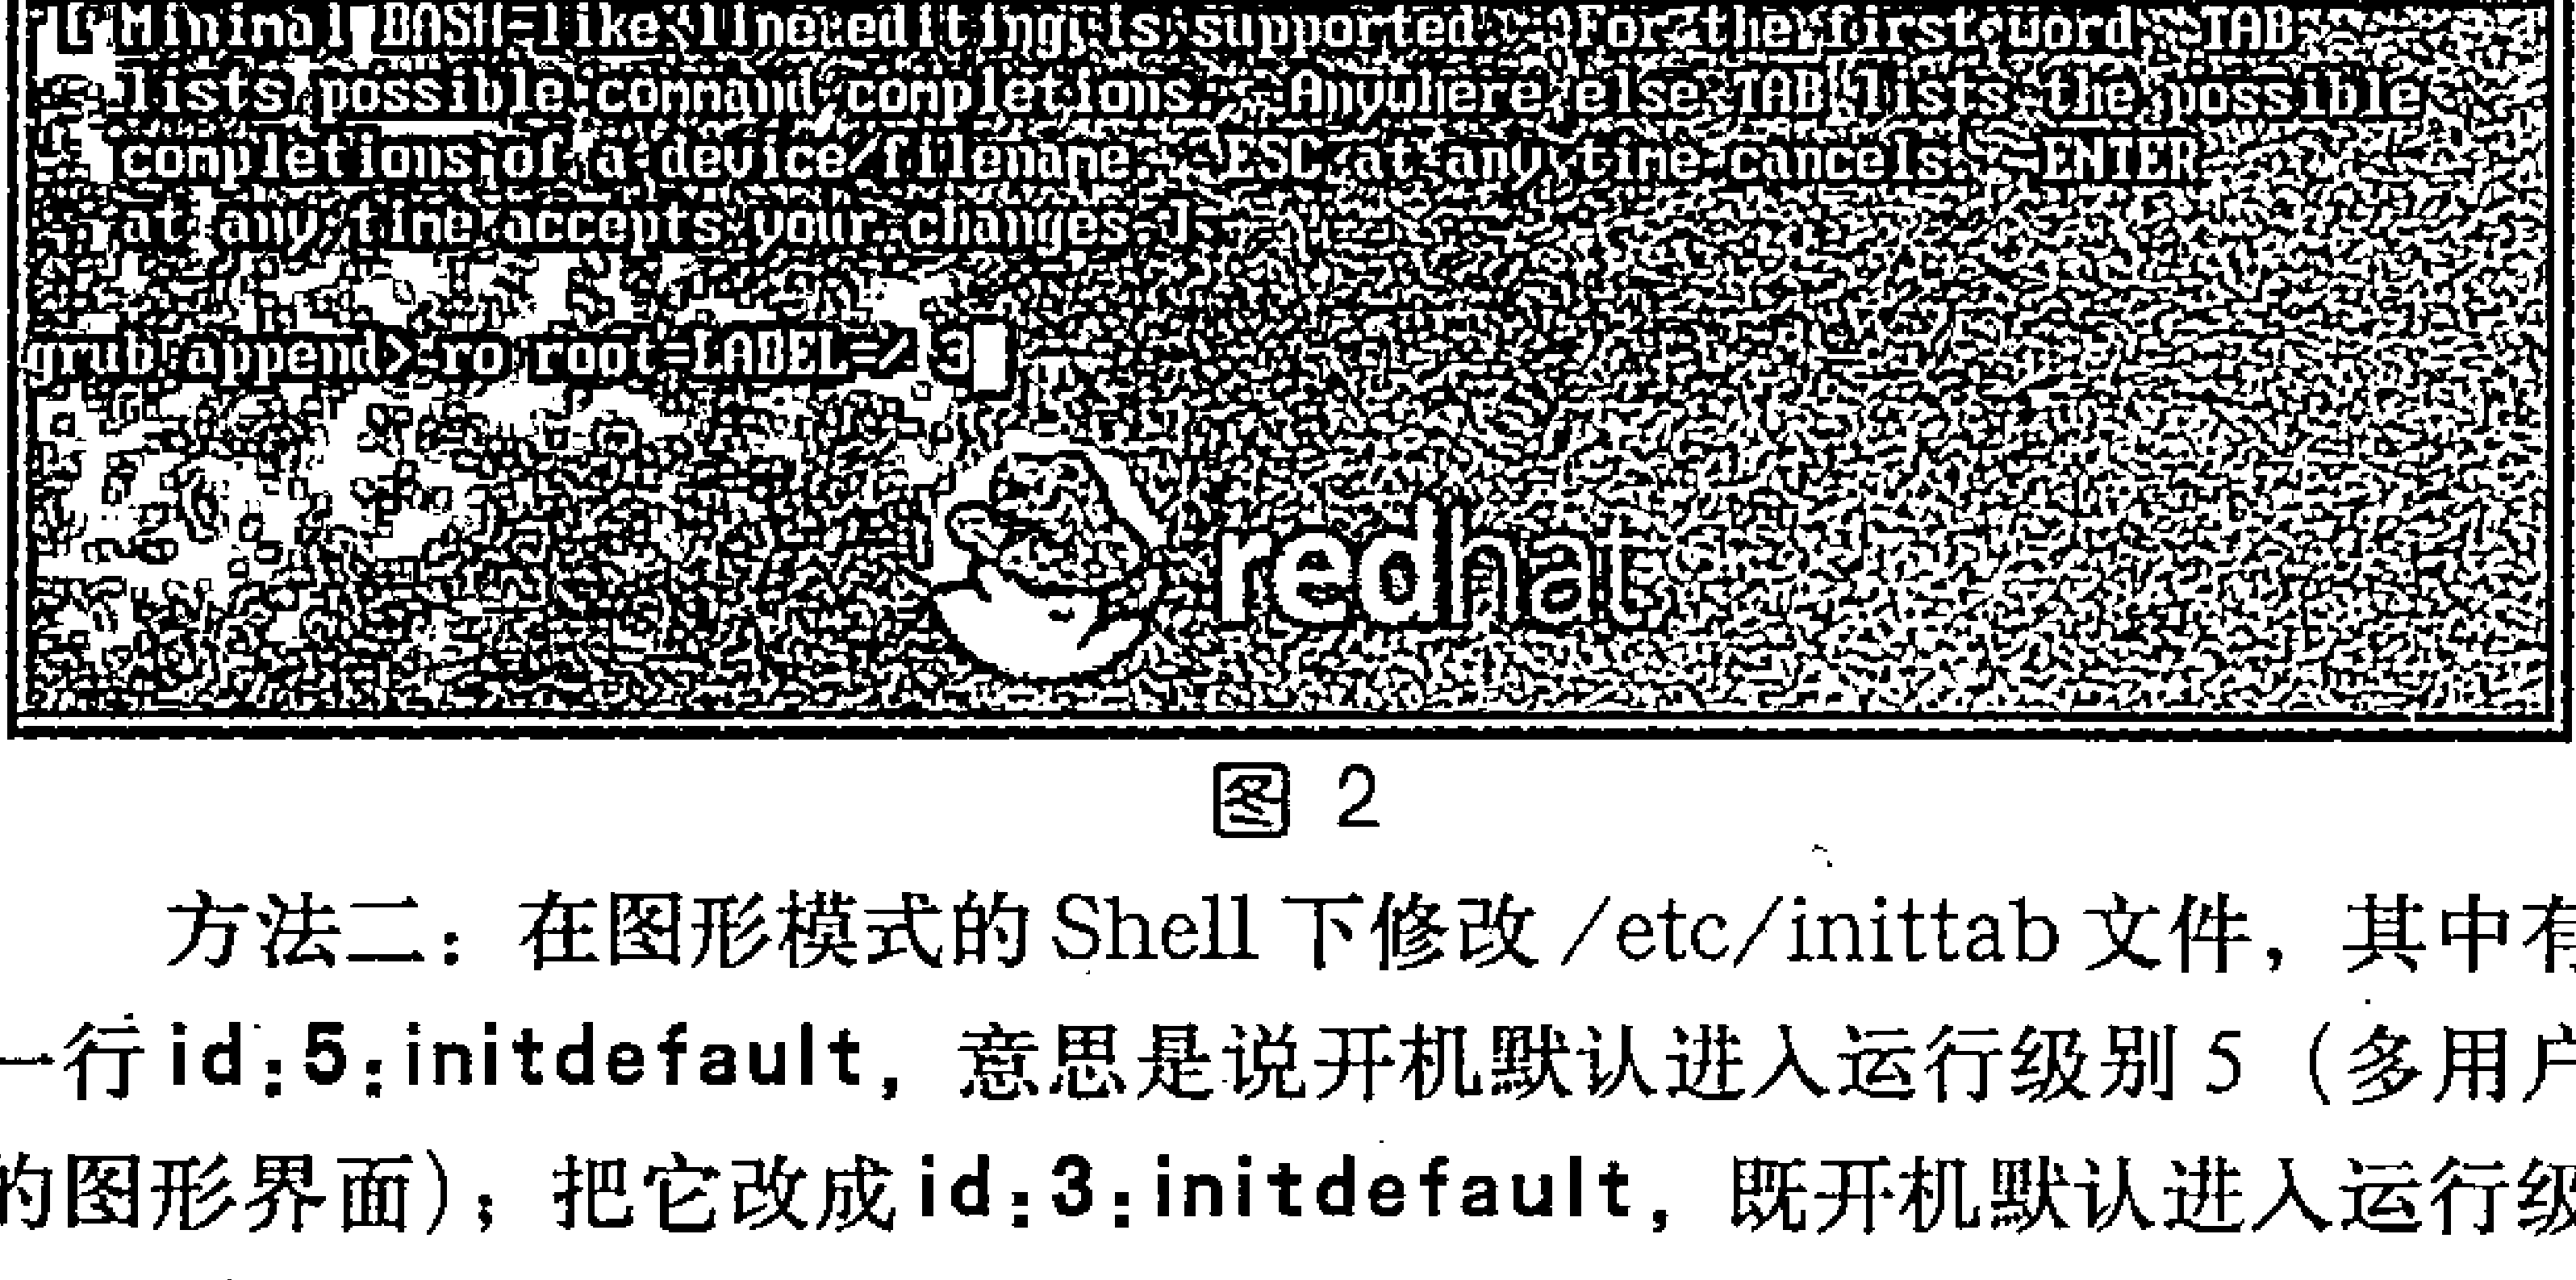 [ Minimal BASH-like line editing is supported. For the first word, TAB
lists possible command completions. Anywhere else TAB lists the possible
completions of a device/filename. ESC at any time cancels. ENTER
at any time accepts your changes.]
grub append> ro root=LABEL=/ 3
redhat
图 2
方法二：在图形模式的 Shell 下修改 /etc/inittab 文件，其中有
一行 id:5:initdefault，意思是说开机默认进入运行级别 5（多用户
的图形界面）；把它改成 id:3:initdefault，既开机默认进入运行级